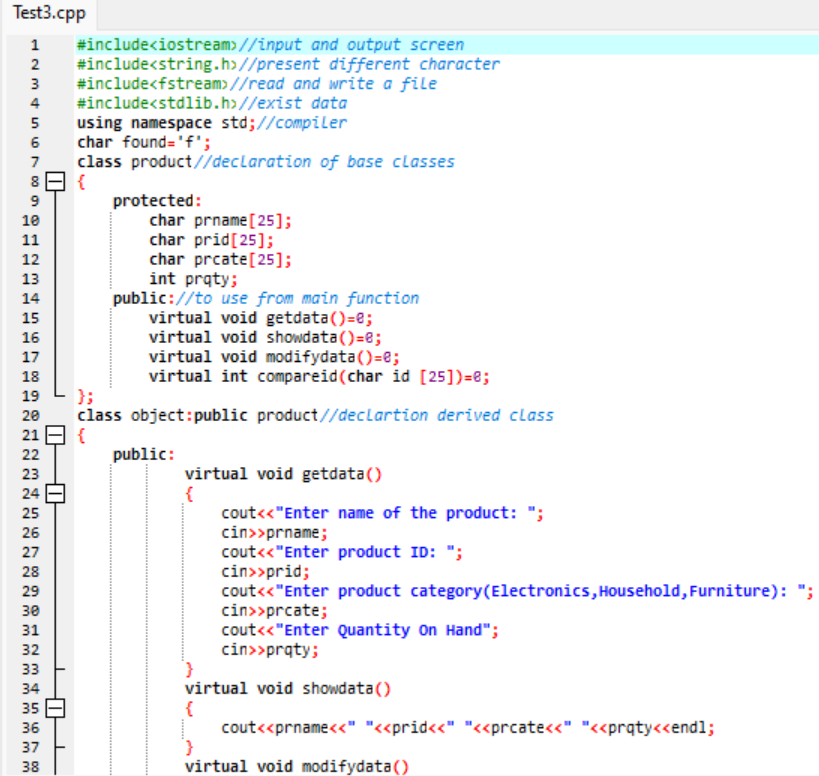 Test3.cpp
1 #include<iostream>//input and output screen
2 #include<string.h>//present different character
3 #include<fstream>//read and write a file
4 #include<stdlib.h>//exist data
5 using namespace std;//compiler
6 char found='f';
7 class product//declaration of base classes
8 {
9 protected:
10 char prname[25];
11 char prid[25];
12 char prcate[25];
13 int prqty;
14 public://to use from main function
15 virtual void getdata()=0;
16 virtual void showdata()=0;
17 virtual void modifydata()=0;
18 virtual int compareid(char id [25])=0;
19 };
20 class object:public product//declartion derived class
21 {
22 public:
23 virtual void getdata()
24 {
25 cout<<"Enter name of the product: ";
26 cin>>prname;
27 cout<<"Enter product ID: ";
28 cin>>prid;
29 cout<<"Enter product category(Electronics,Household,Furniture): ";
30 cin>>prcate;
31 cout<<"Enter Quantity On Hand";
32 cin>>prqty;
33 }
34 virtual void showdata()
35 {
36 cout<<prname<<" "<<prid<<" "<<prcate<<" "<<prqty<<endl;
37 }
38 virtual void modifydata()